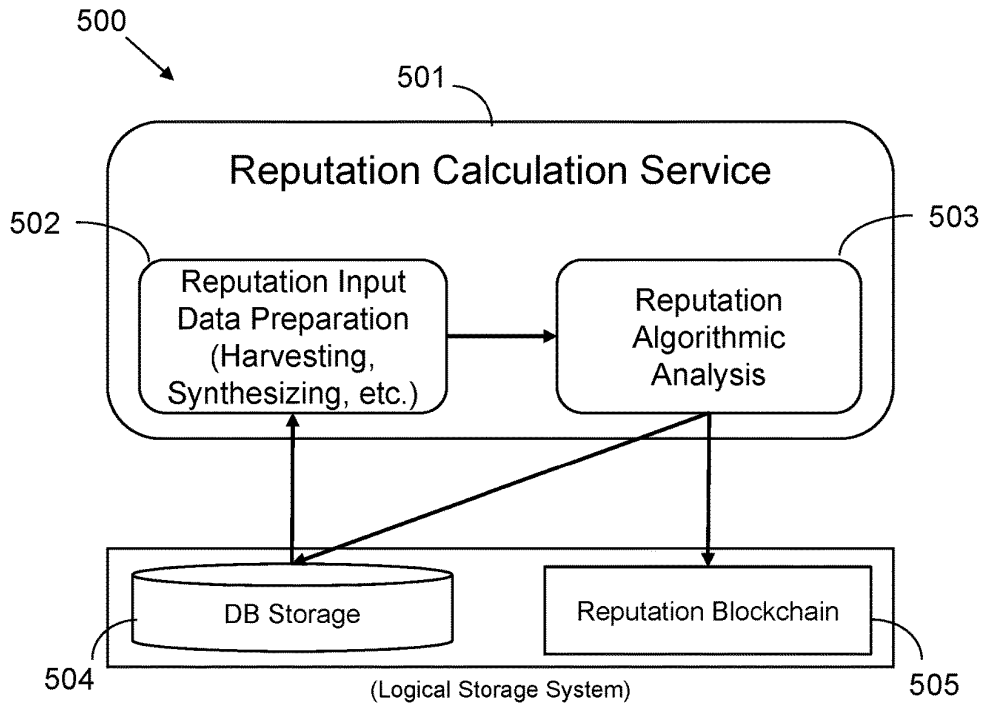 500
501
Reputation Calculation Service
502
503
Reputation Input
Data Preparation
(Harvesting,
Synthesizing, etc.)
Reputation
Algorithmic
Analysis
DB Storage
Reputation Blockchain
504
(Logical Storage System)
505